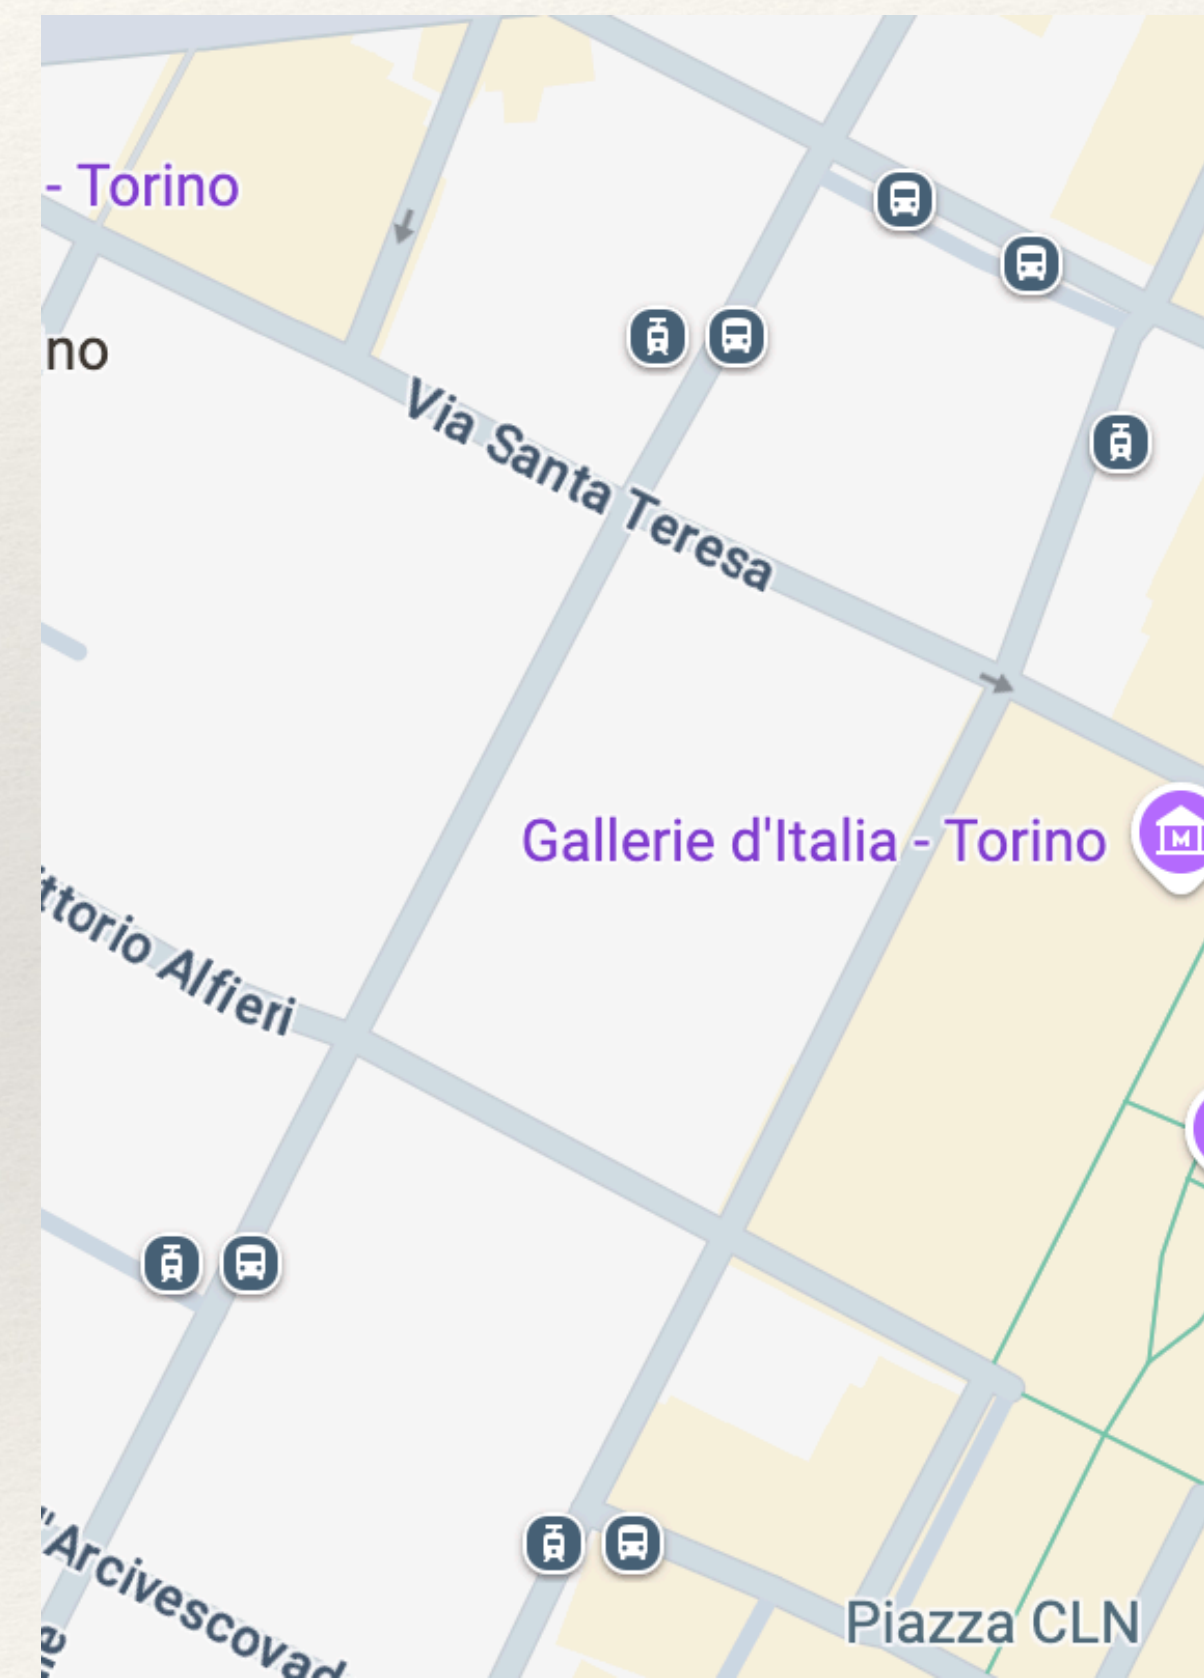 - Torino
no
Via Santa Teresa
Gallerie d'Italia - Torino
M
ttorio Alfieri
"Arcivescovad
Piazza CLN